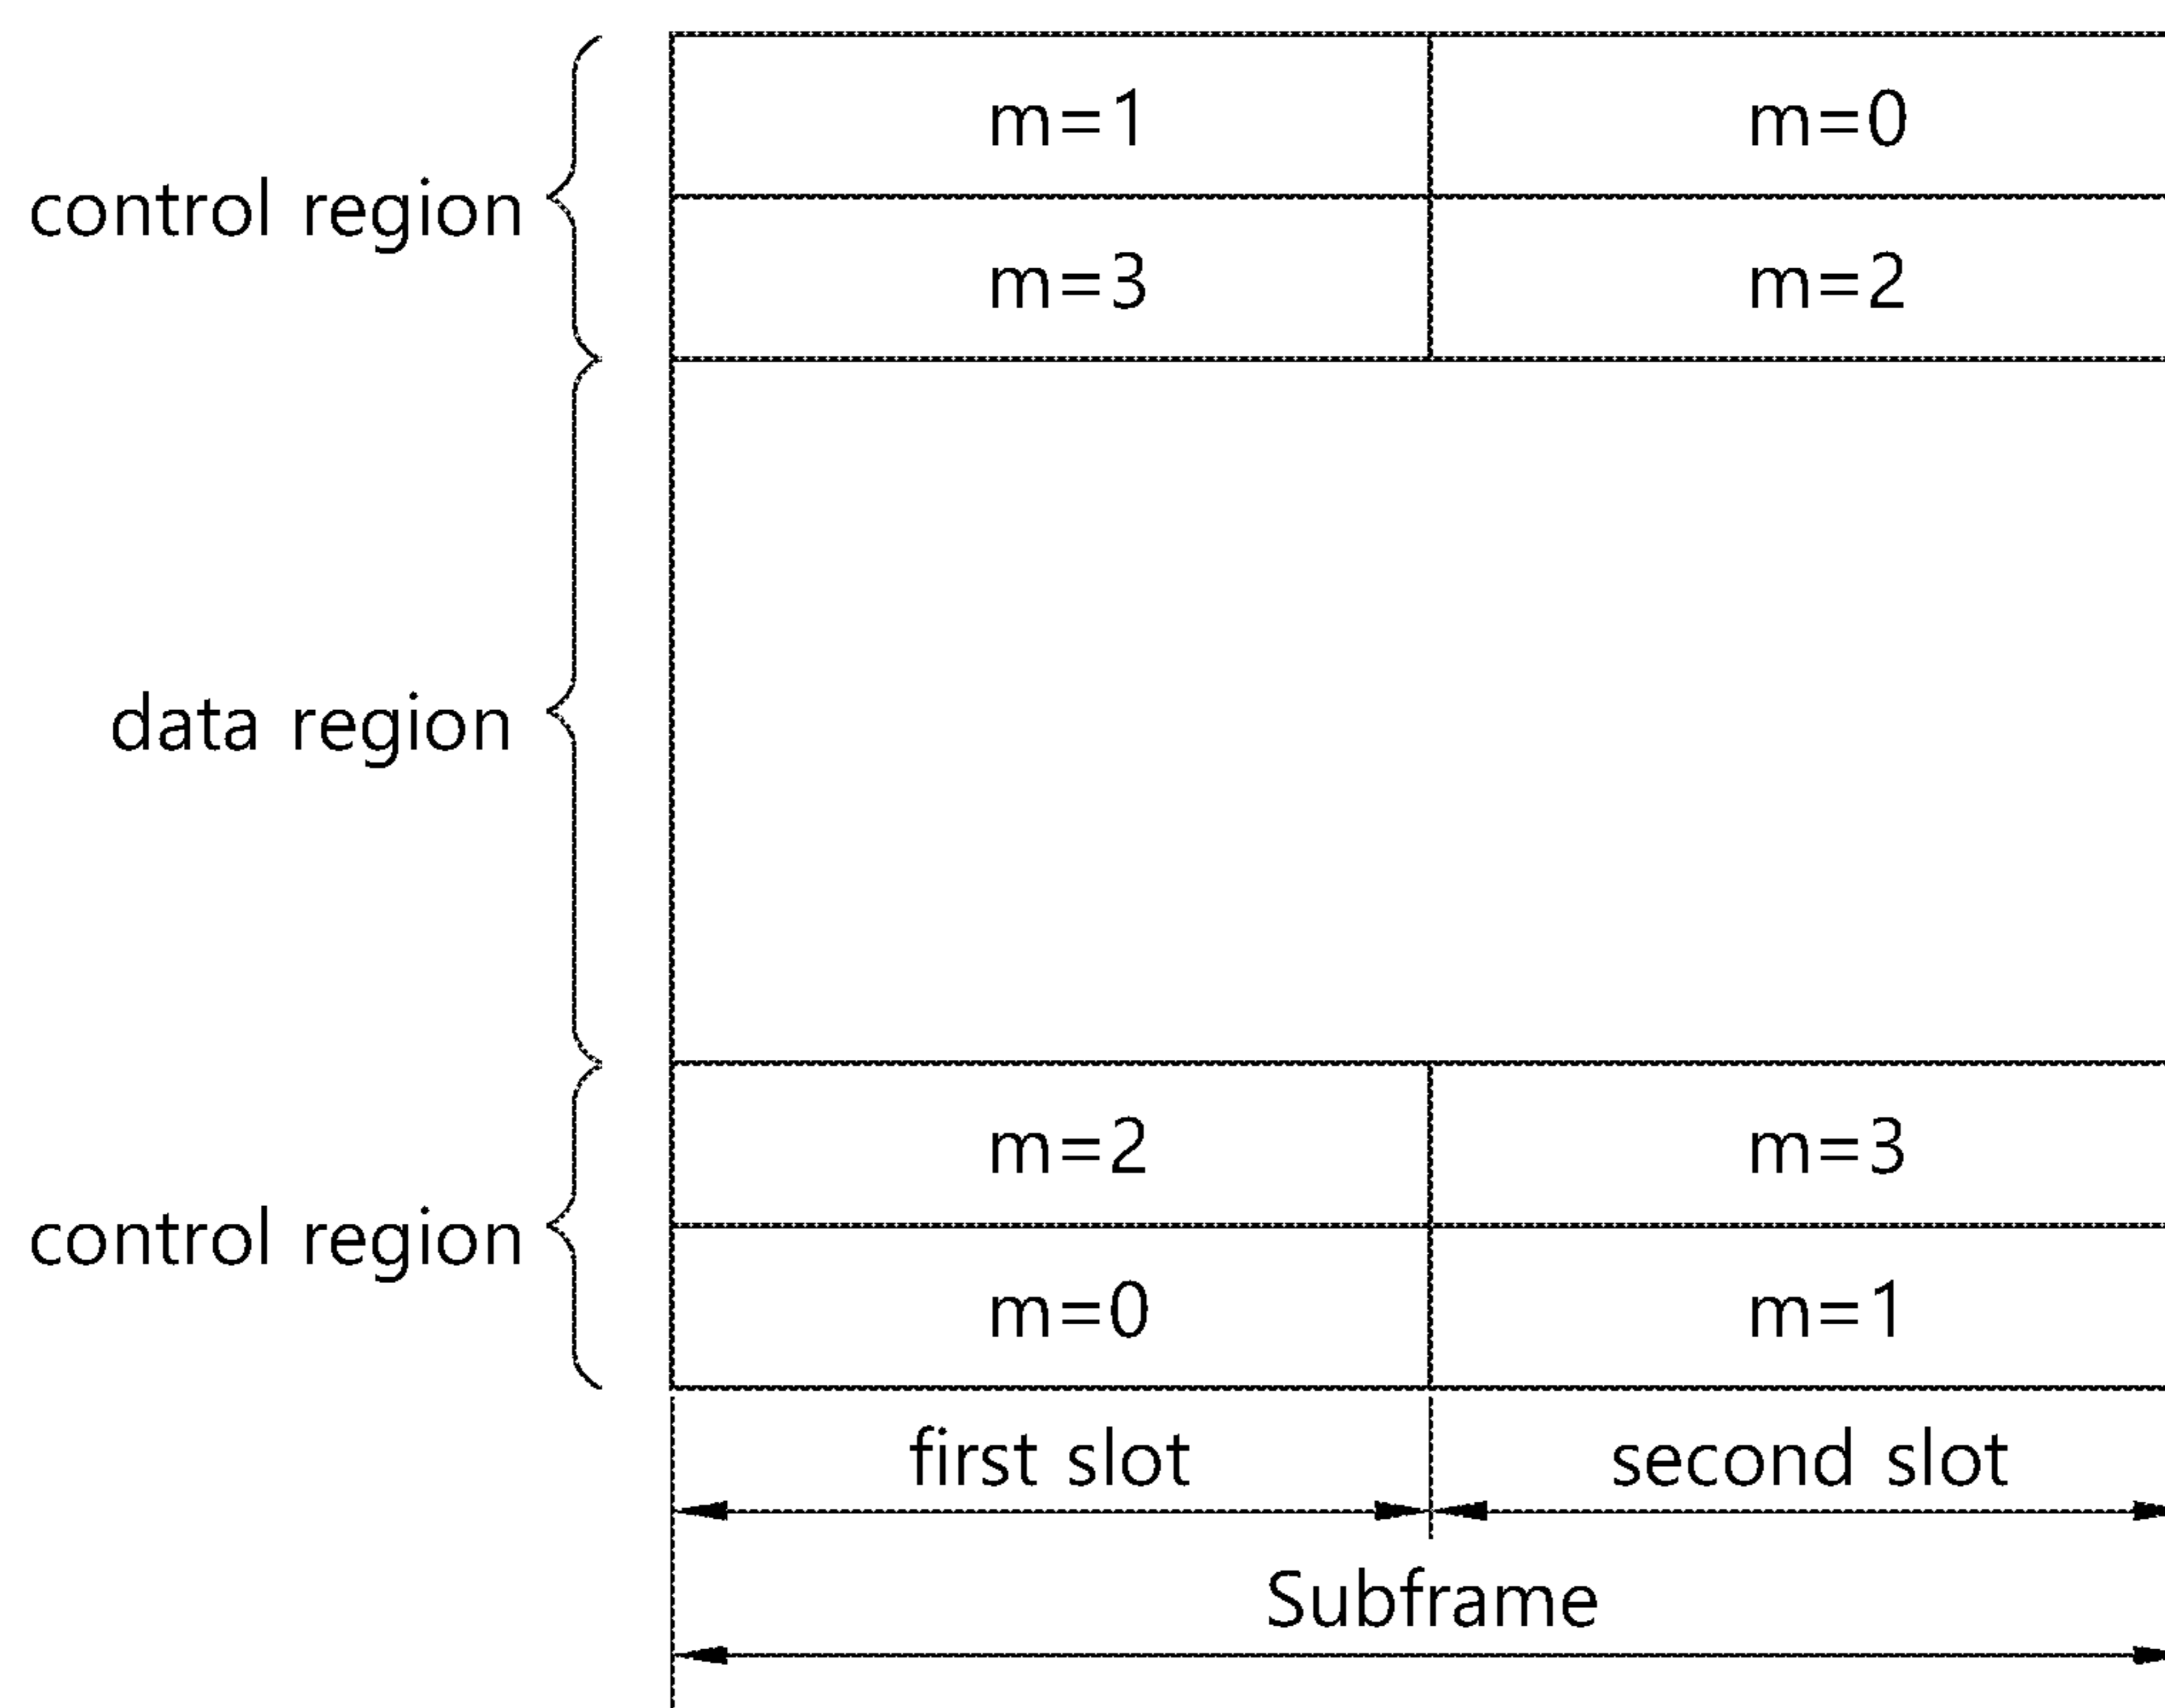 m=1 m=0
control region
m=3 m=2
data region
m=2 m=3
control region
m=0 m=1
first slot second slot
Subframe